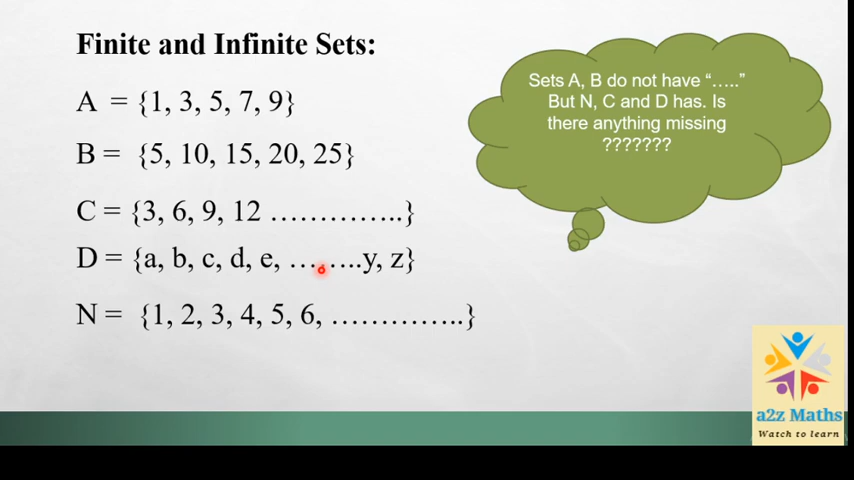 Finite and Infinite Sets:
A = {1, 3, 5, 7, 9}
B = {5, 10, 15, 20, 25}
C = {3, 6, 9, 12 …………..}
D = {a, b, c, d, e, ……..y, z}
N = {1, 2, 3, 4, 5, 6, …………..}
Sets A, B do not have “…..”
But N, C and D has. Is
there anything missing
???????
a2z Maths
Watch to learn